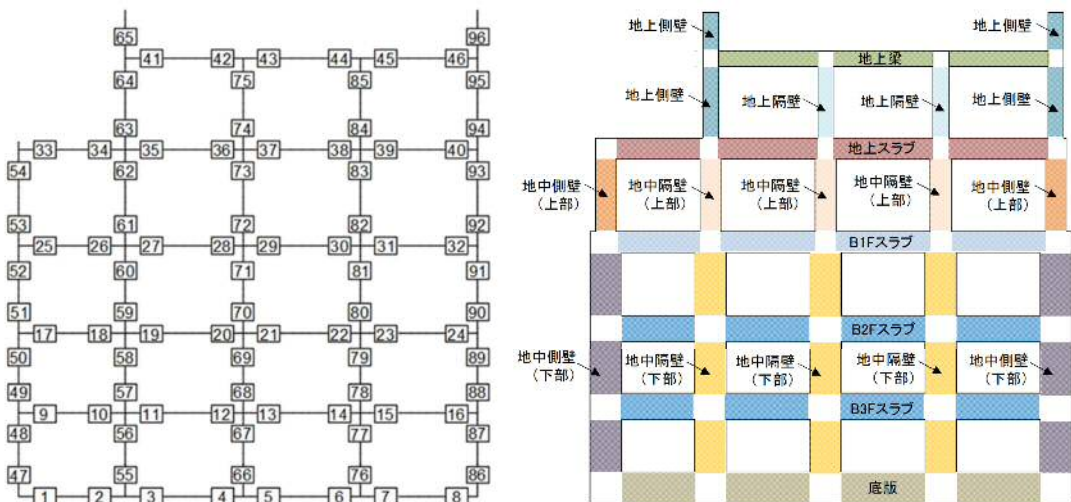 65 96
41 42 43 44 45 46
64 75 85 95
63 74 84 94
33 34 35 36 37 38 39 40
54 62 73 83 93
53 61 72 82 92
25 26 27 28 29 30 31 32
52 60 71 81 91
51 59 70 80 90
17 18 19 20 21 22 23 24
50 58 69 79 89
49 57 68 78 88
9 10 11 12 13 14 15 16
48 56 67 77 87
47 55 66 76 86
1 2 3 4 5 6 7 8
地上側壁 地上側壁
地上梁
地上側壁 地上隔壁 地上隔壁 地上側壁
地上スラブ
地中側壁 地中隔壁 地中隔壁 地中隔壁 地中側壁
(上部) (上部) (上部) (上部) (上部)
B1Fスラブ
B2Fスラブ
地中側壁 地中隔壁 地中隔壁 地中隔壁 地中側壁
(下部) (下部) (下部) (下部) (下部)
B3Fスラブ
底版